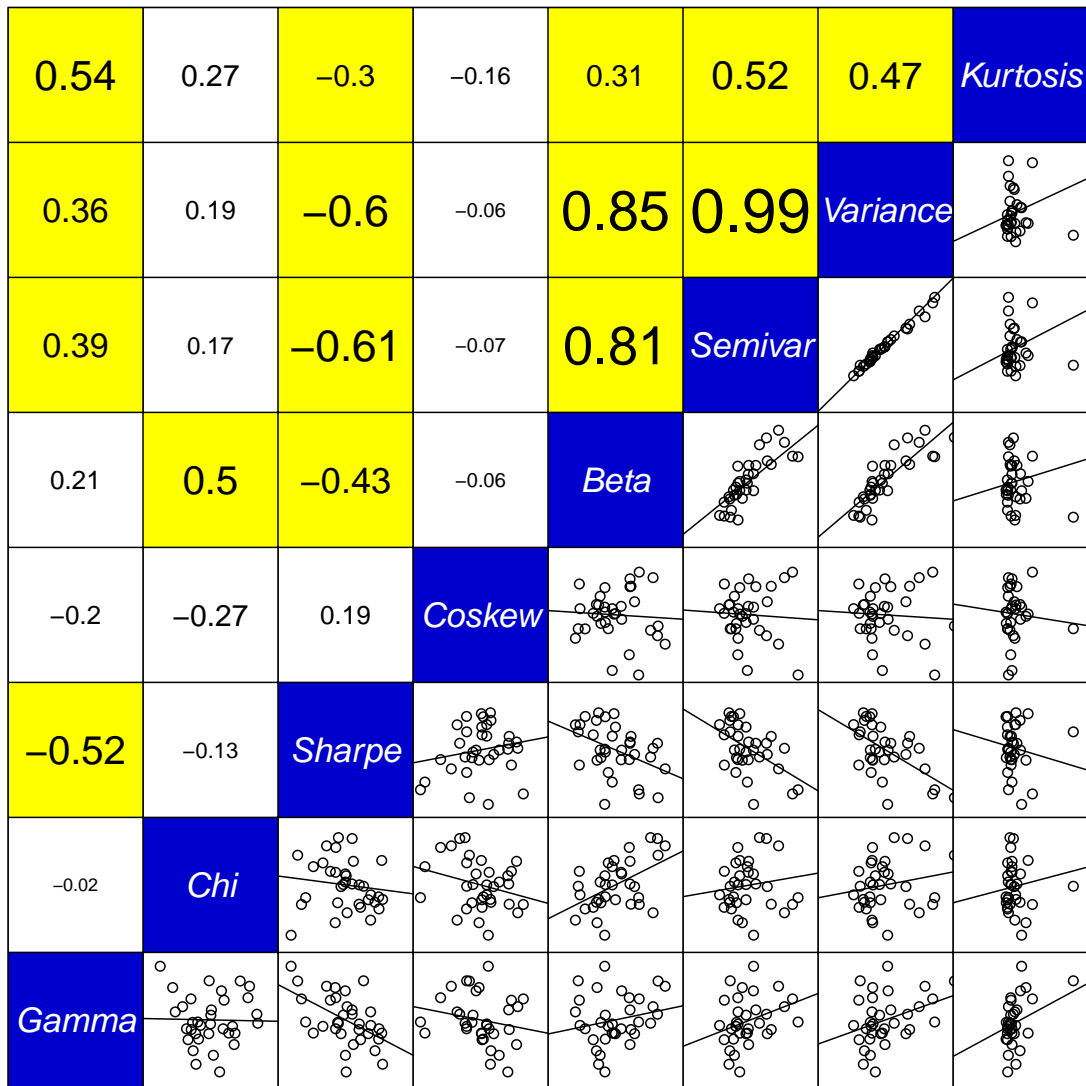 0.54 0.27 −0.3 −0.16 0.31 0.52 0.47 Kurtosis
0.36 0.19 −0.6 −0.06 0.85 0.99 Variance
0.39 0.17 −0.61 −0.07 0.81 Semivar
0.21 0.5 −0.43 −0.06 Beta
−0.2 −0.27 0.19 Coskew
−0.52 −0.13 Sharpe
−0.02 Chi
Gamma